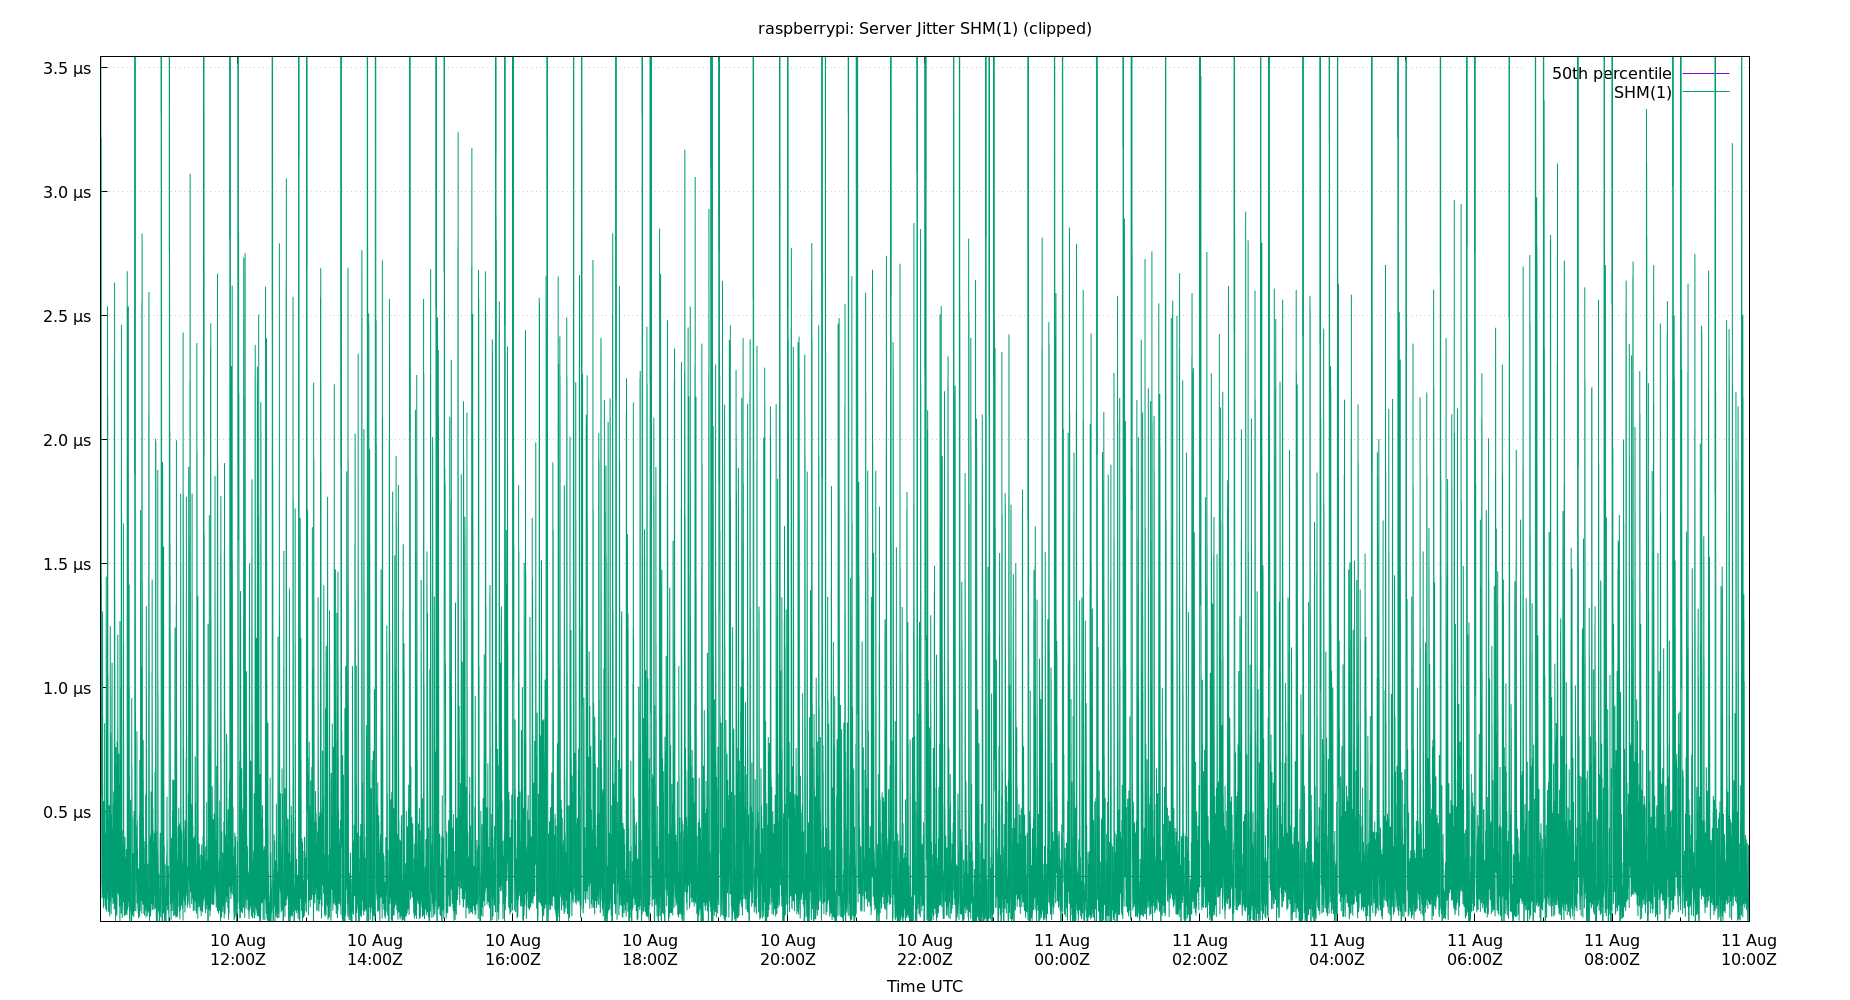 raspberrypi: Server Jitter SHM(1) (clipped)
50th percentile
SHM(1)
3.5 µs
3.0 µs
2.5 µs
2.0 µs
1.5 µs
1.0 µs
0.5 µs
10 Aug 10 Aug 10 Aug 10 Aug 10 Aug 10 Aug 11 Aug 11 Aug 11 Aug 11 Aug 11 Aug 11 Aug
12:00Z 14:00Z 16:00Z 18:00Z 20:00Z 22:00Z 00:00Z 02:00Z 04:00Z 06:00Z 08:00Z 10:00Z
Time UTC